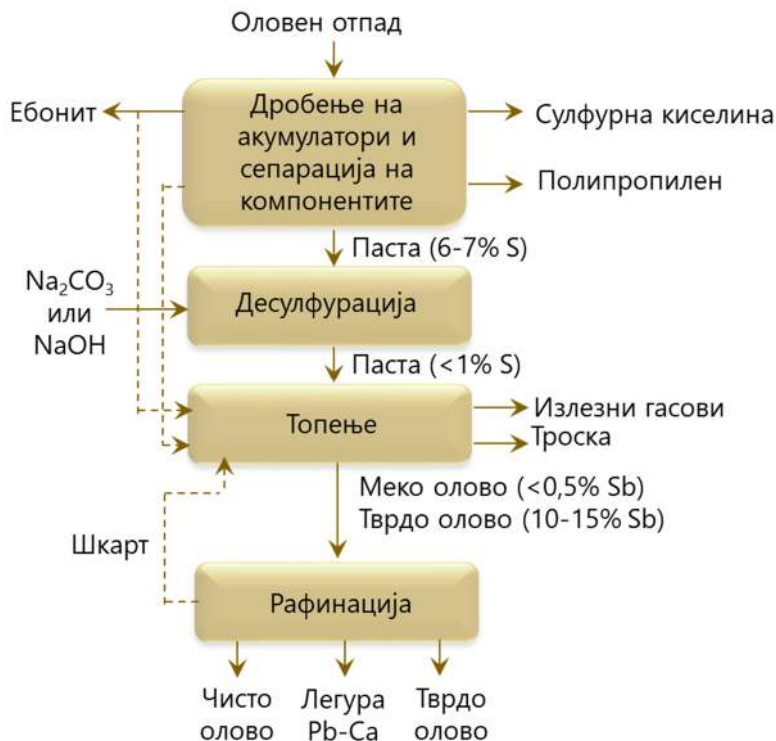 Оловен отпад
Ебонит
Дробење на
акумулатори и
сепарација на
компонентите
Сулфурна киселина
Полипропилен
Паста (6-7% S)
Na₂CO₃
или
NaOH
Десулфурација
Паста (<1% S)
Топење
Излезни гасови
Троска
Меко олово (<0,5% Sb)
Тврдо олово (10-15% Sb)
Шкарт
Рафинација
Чисто
олово
Легура
Pb-Ca
Тврдо
олово